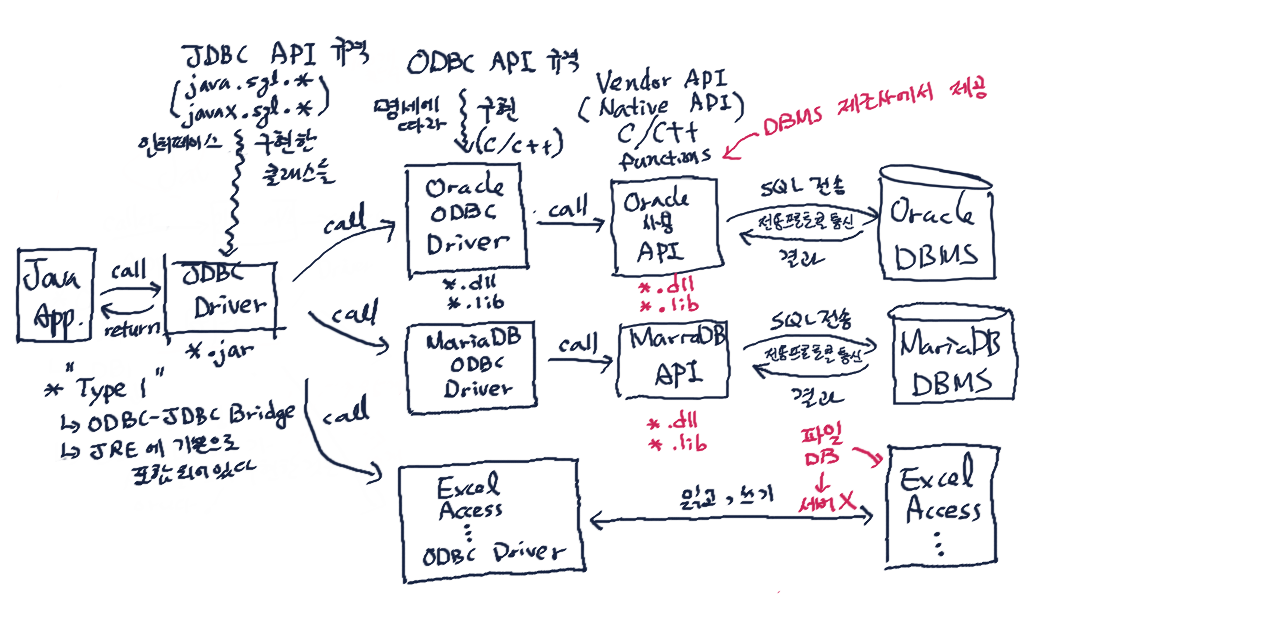 JDBC API 규격
(java.sql.*
javax.sql.*)
인터페이스
구현한
클래스들
ODBC API 규격
명세에
따라
구현
(C/C++)
Vendor API
(Native API)
C/C++
functions
DBMS 제조사에서 제공
Java
App.
call
return
JDBC
Driver
*.jar
* "Type 1"
↳ ODBC-JDBC Bridge
↳ JRE에 기본으로
포함되어있다
call
Oracle
ODBC
Driver
*.dll
*.lib
call
Oracle
사용
API
*.dll
*.lib
SQL 전송
전용프로토콜 통신
결과
Oracle
DBMS
call
MariaDB
ODBC
Driver
call
MariaDB
API
*.dll
*.lib
SQL 전송
전용프로토콜 통신
결과
MariaDB
DBMS
call
Excel
Access
⋮
ODBC Driver
읽고, 쓰기
파일
DB
↓
서버X
Excel
Access
⋮